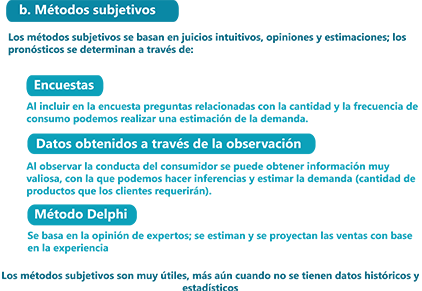 b. Métodos subjetivos
Los métodos subjetivos se basan en juicios intuitivos, opiniones y estimaciones; los
pronósticos se determinan a través de:
Encuestas
Al incluir en la encuesta preguntas relacionadas con la cantidad y la frecuencia de
consumo podemos realizar una estimación de la demanda.
Datos obtenidos a través de la observación
Al observar la conducta del consumidor se puede obtener información muy
valiosa, con la que podemos hacer inferencias y estimar la demanda (cantidad de
productos que los clientes requerirán).
Método Delphi
Se basa en la opinión de expertos; se estiman y se proyectan las ventas con base
en la experiencia
Los métodos subjetivos son muy útiles, más aún cuando no se tienen datos históricos y
estadísticos